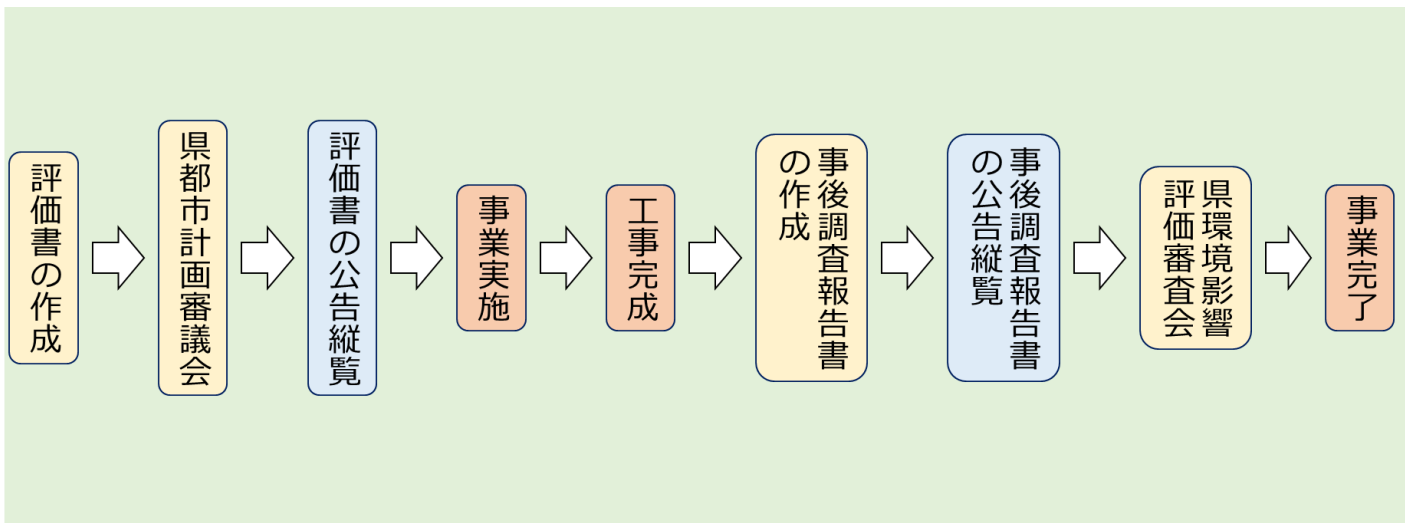 評価書の作成
県都市計画審議会
評価書の公告縦覧
事業実施
工事完成
事後調査報告書
の作成
事後調査報告書
の公告縦覧
県環境影響
評価審査会
事業完了